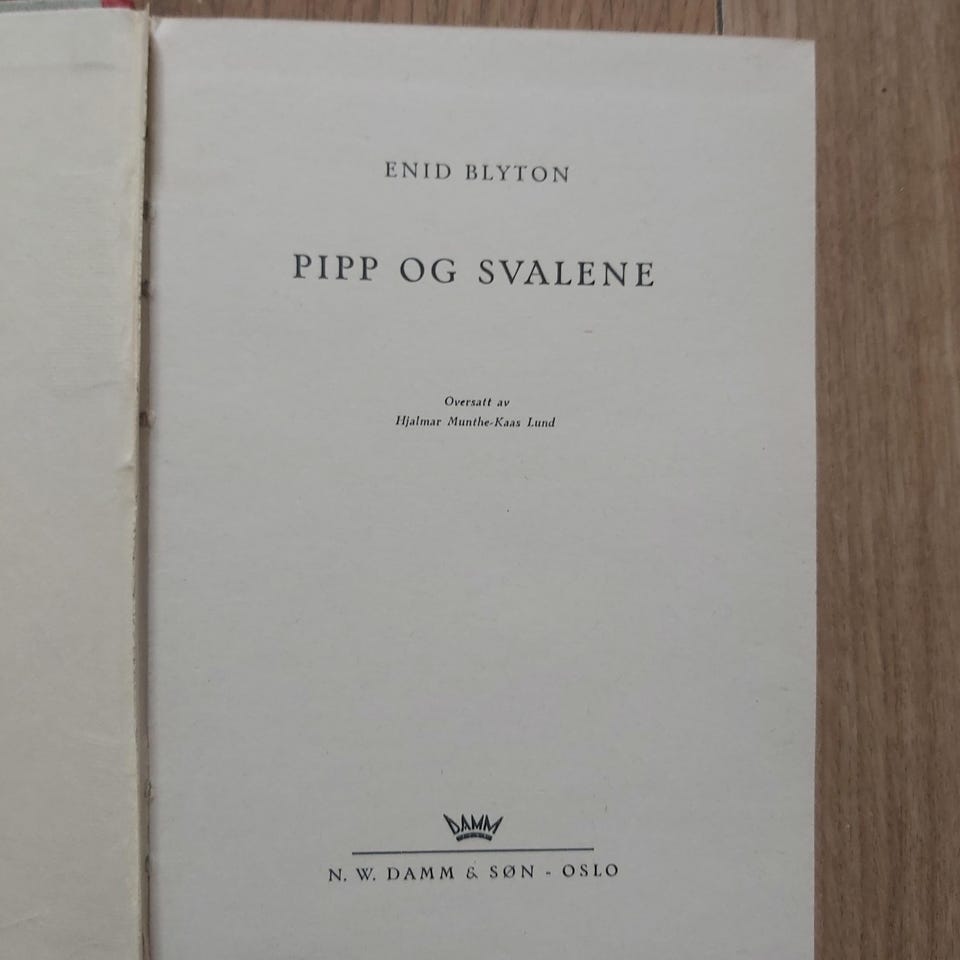 ENID BLYTON
PIPP OG SVALENE
Oversatt av
Hjalmar Munthe-Kaas Lund
DAMM
N. W. DAMM & SØN - OSLO